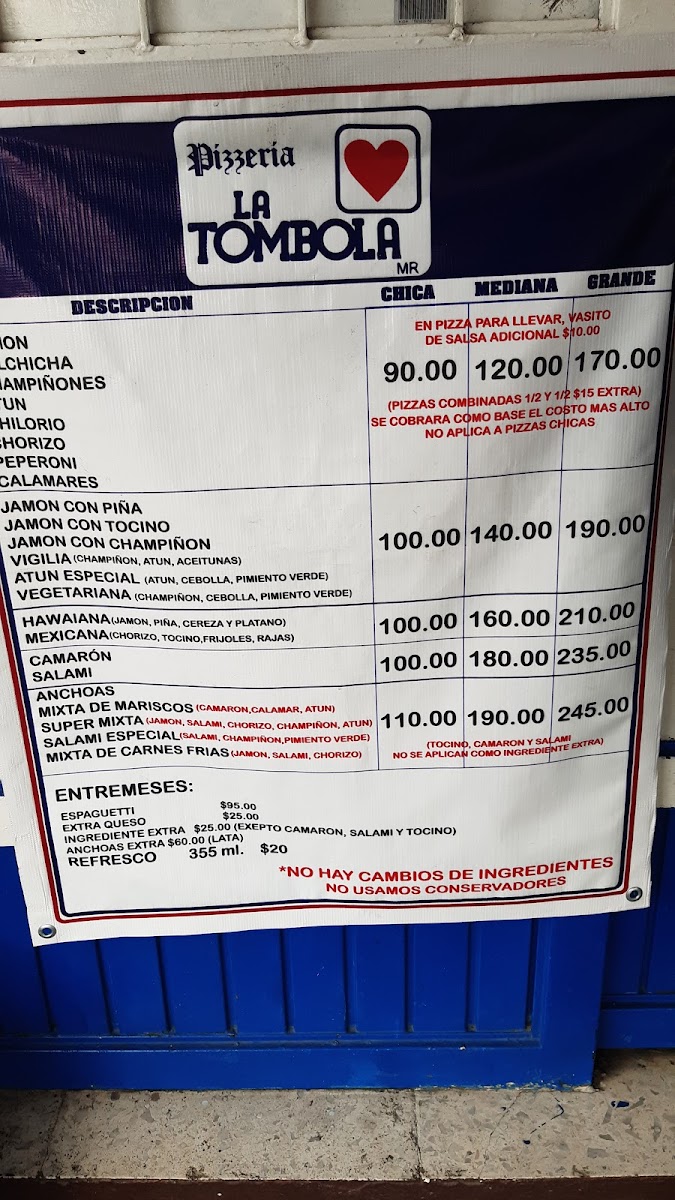 Pizzeria
LA
TOMBOLA
MR
DESCRIPCION CHICA MEDIANA GRANDE
EN PIZZA PARA LLEVAR, VASITO
DE SALSA ADICIONAL $10.00
90.00 120.00 170.00
(PIZZAS COMBINADAS 1/2 Y 1/2 $15 EXTRA)
SE COBRARA COMO BASE EL COSTO MAS ALTO
NO APLICA A PIZZAS CHICAS
ION
LCHICHA
AMPIÑONES
UN
HILORIO
HORIZO
PEPERONI
CALAMARES
JAMON CON PIÑA
JAMON CON TOCINO
JAMON CON CHAMPIÑON
VIGILIA (CHAMPIÑON, ATUN, ACEITUNAS)
ATUN ESPECIAL (ATUN, CEBOLLA, PIMIENTO VERDE)
VEGETARIANA (CHAMPIÑON, CEBOLLA, PIMIENTO VERDE)
100.00 140.00 190.00
HAWAIANA (JAMON, PIÑA, CEREZA Y PLATANO)
MEXICANA (CHORIZO, TOCINO, FRIJOLES, RAJAS)
100.00 160.00 210.00
CAMARÓN
SALAMI
100.00 180.00 235.00
ANCHOAS
MIXTA DE MARISCOS (CAMARON, CALAMAR, ATUN)
SUPER MIXTA (JAMON, SALAMI, CHORIZO, CHAMPIÑON, ATUN)
SALAMI ESPECIAL (SALAMI, CHAMPIÑON, PIMIENTO VERDE)
MIXTA DE CARNES FRIAS (JAMON, SALAMI, CHORIZO)
110.00 190.00 245.00
(TOCINO, CAMARON Y SALAMI
NO SE APLICAN COMO INGREDIENTE EXTRA)
ENTREMESES:
ESPAGUETTI $95.00
EXTRA QUESO $25.00
INGREDIENTE EXTRA $25.00 (EXEPTO CAMARON, SALAMI Y TOCINO)
ANCHOAS EXTRA $60.00 (LATA)
REFRESCO 355 ml. $20
*NO HAY CAMBIOS DE INGREDIENTES
NO USAMOS CONSERVADORES